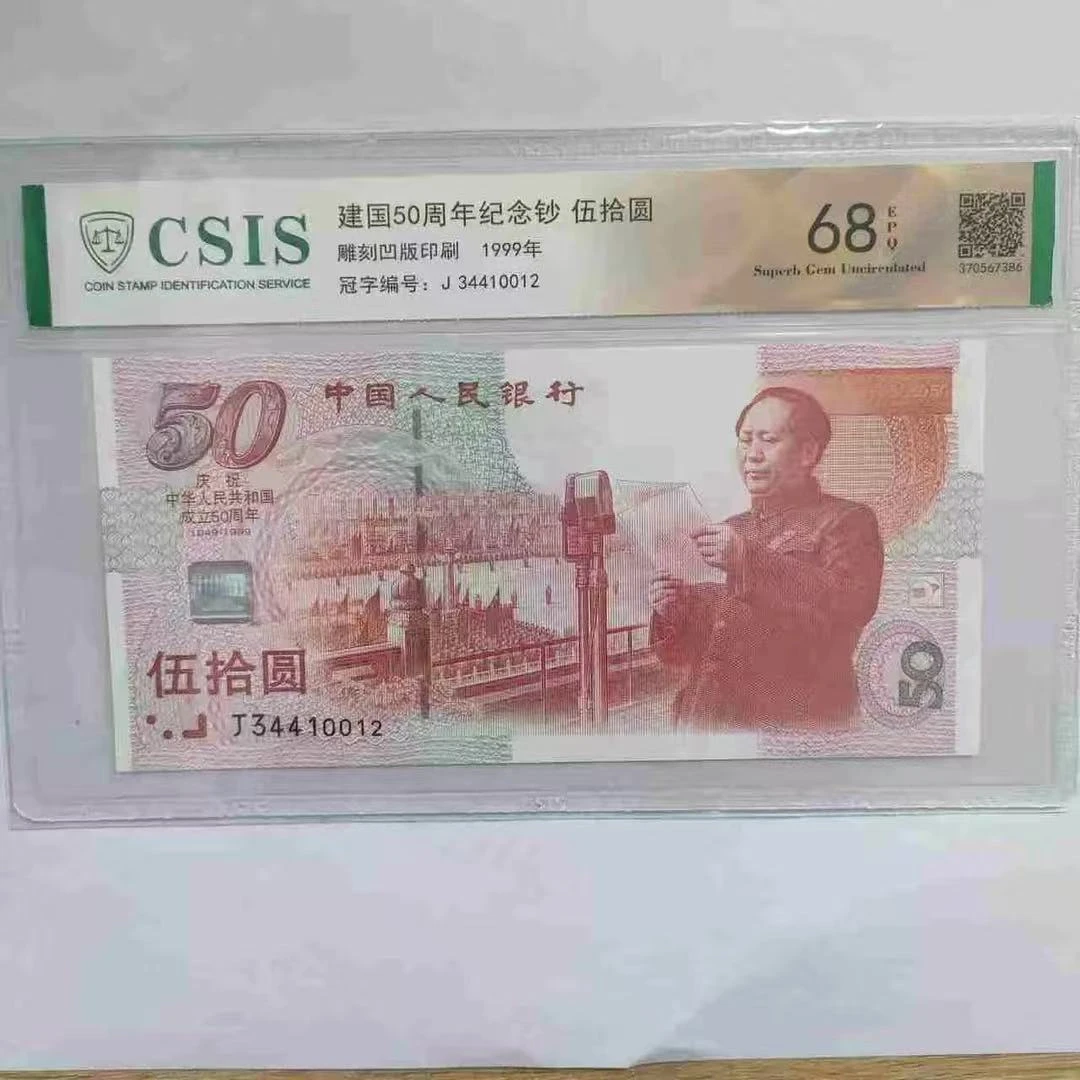 CSIS
COIN STAMP IDENTIFICATION SERVICE
建国50周年纪念钞 伍拾圆
雕刻凹版印刷 1999年
冠字编号：J 34410012
68 EPQ
Superb Gem Uncirculated
370567386
50
中国人民银行
庆祝
中华人民共和国
成立50周年
1949-1999
伍拾圆
J34410012
50
CSIS